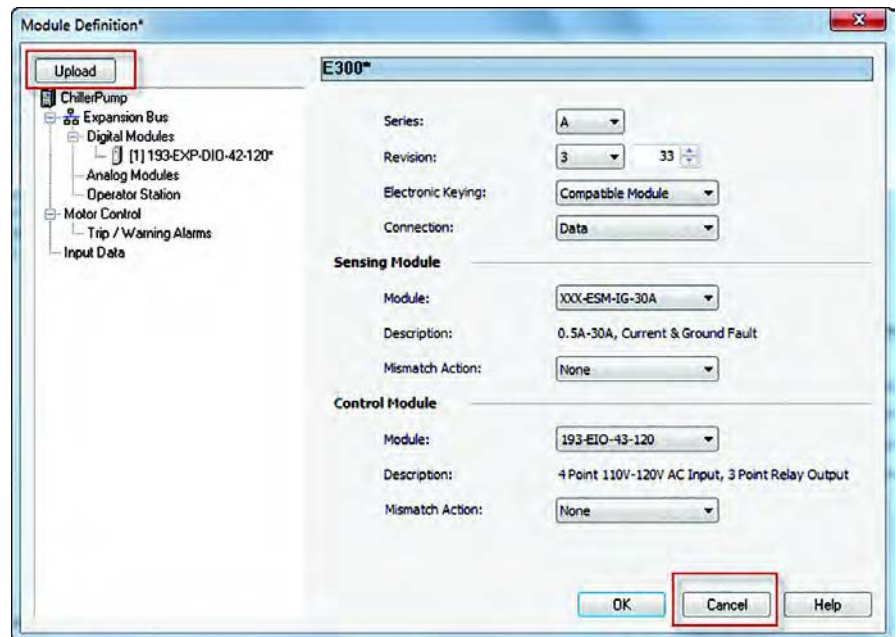 Module Definition*
Upload
E300*
ChillerPump
Expansion Bus
Digital Modules
[1] 193-EXP-DIO-42-120*
Analog Modules
Operator Station
Motor Control
Trip / Warning Alarms
Input Data
Series: A
Revision: 3 33
Electronic Keying: Compatible Module
Connection: Data
Sensing Module
Module: XXX-ESM-IG-30A
Description: 0.5A-30A, Current & Ground Fault
Mismatch Action: None
Control Module
Module: 193-EIO-43-120
Description: 4 Point 110V-120V AC Input, 3 Point Relay Output
Mismatch Action: None
OK Cancel Help